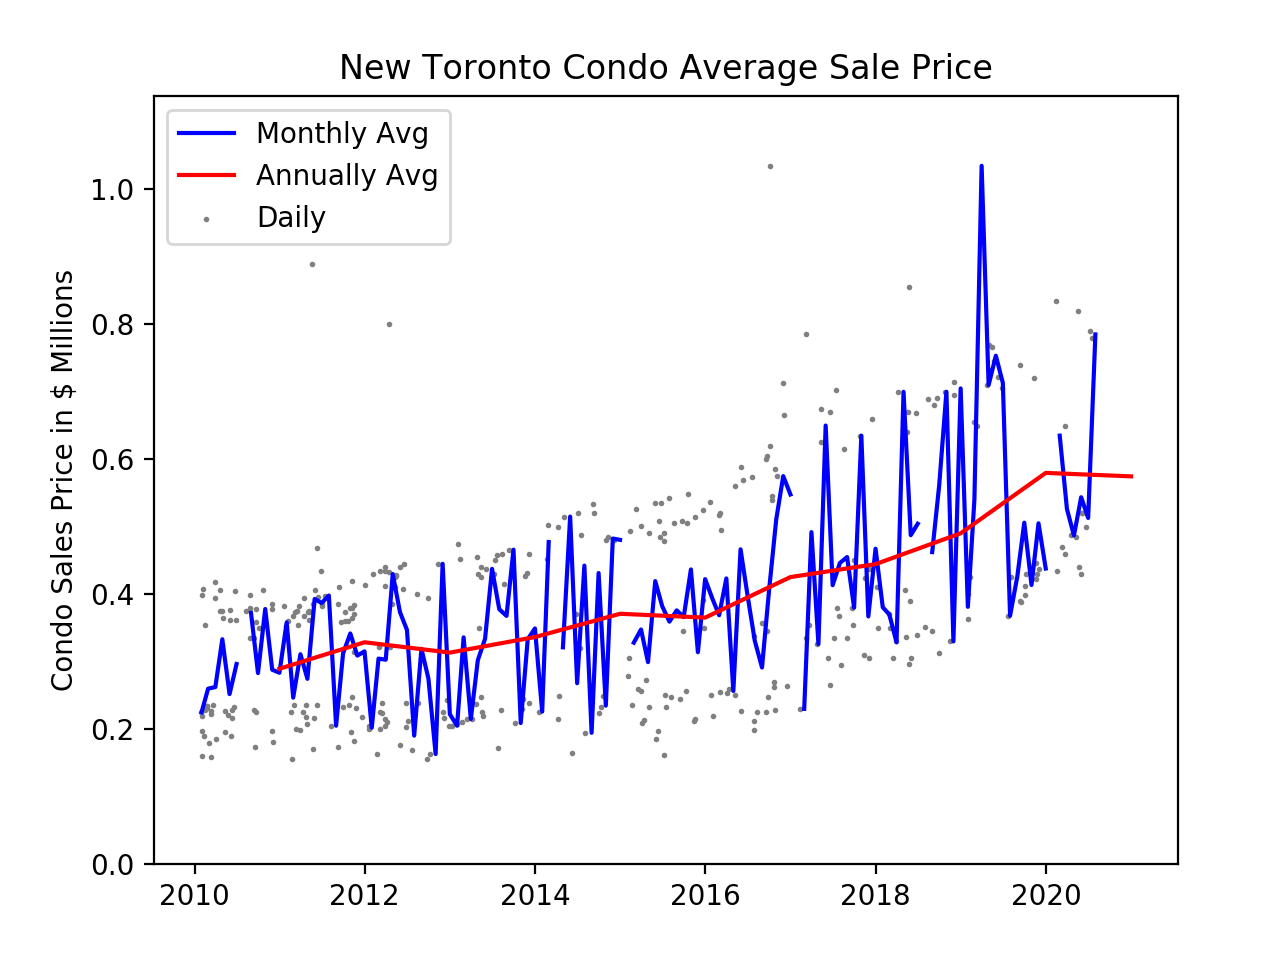 New Toronto Condo Average Sale Price
Monthly Avg
Annually Avg
Daily
Condo Sales Price in $ Millions
1.0
0.8
0.6
0.4
0.2
0.0
2010 2012 2014 2016 2018 2020